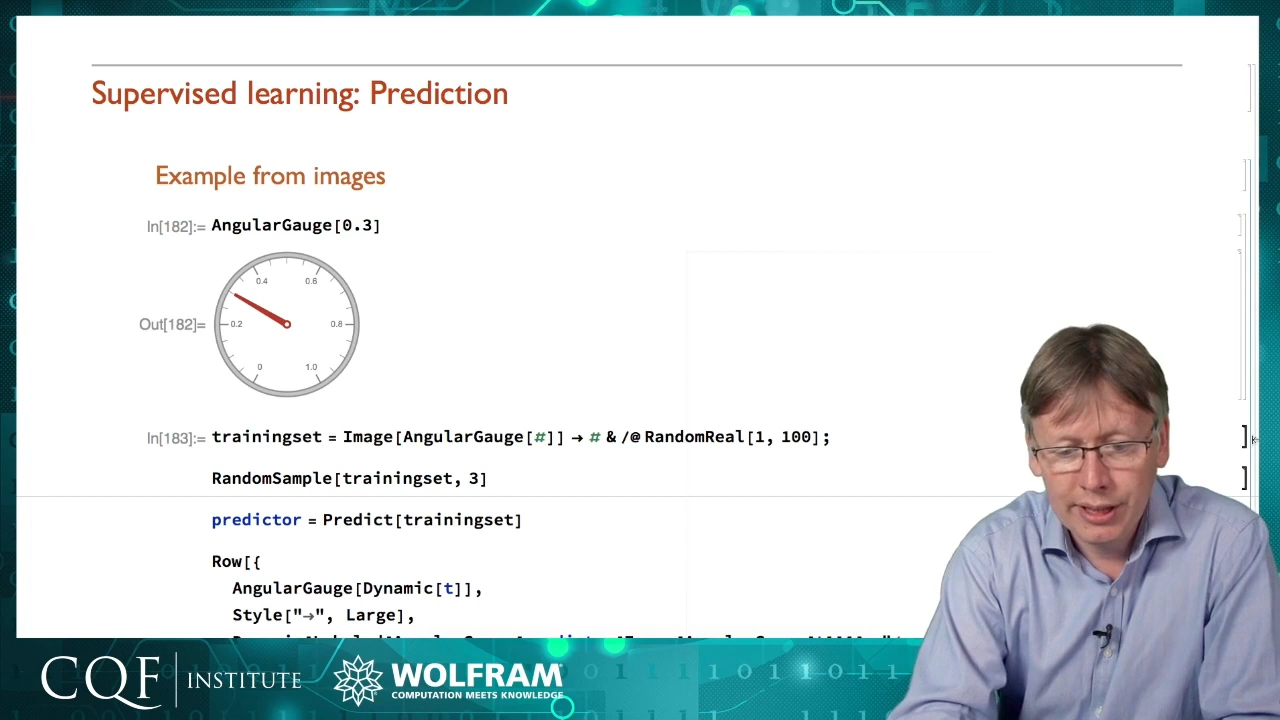 Supervised learning: Prediction
Example from images
In[182]:= AngularGauge[0.3]
0.4 0.6
Out[182]= 0.2 0.8
0 1.0
In[183]:= trainingset = Image[AngularGauge[#]] → # & /@ RandomReal[1, 100];
RandomSample[trainingset, 3]
predictor = Predict[trainingset]
Row[{
AngularGauge[Dynamic[t]],
Style["→", Large],
CQF INSTITUTE
WOLFRAM
COMPUTATION MEETS KNOWLEDGE